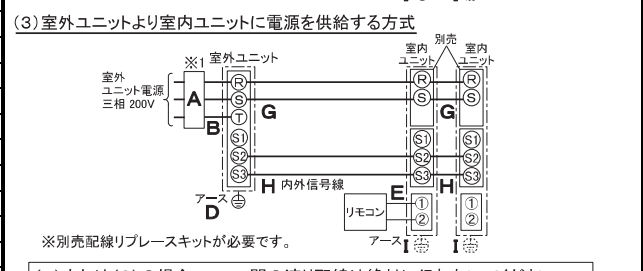 (3)室外ユニットより室内ユニットに電源を供給する方式
別売
※1 室外ユニット
室内
ユニット
室内
ユニット
室外
ユニット電源
三相 200V
A
B
R
S
T
S1
S2
S3
G
R
S
S1
S2
S3
G
R
S
S1
S2
S3
H 内外信号線
H
アース
D
リモコン
E
①
②
①
②
アース
I
I
※別売配線リプレースキットが必要です。